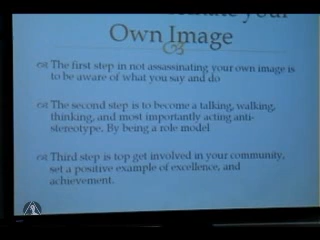 your
Own Image
The first step in not assassinating your own image is
to be aware of what you say and do
The second step is to become a talking, walking,
thinking, and most importantly acting anti-
stereotype. By being a role model
Third step is top get involved in your community,
set a positive example of excellence, and
achievement.